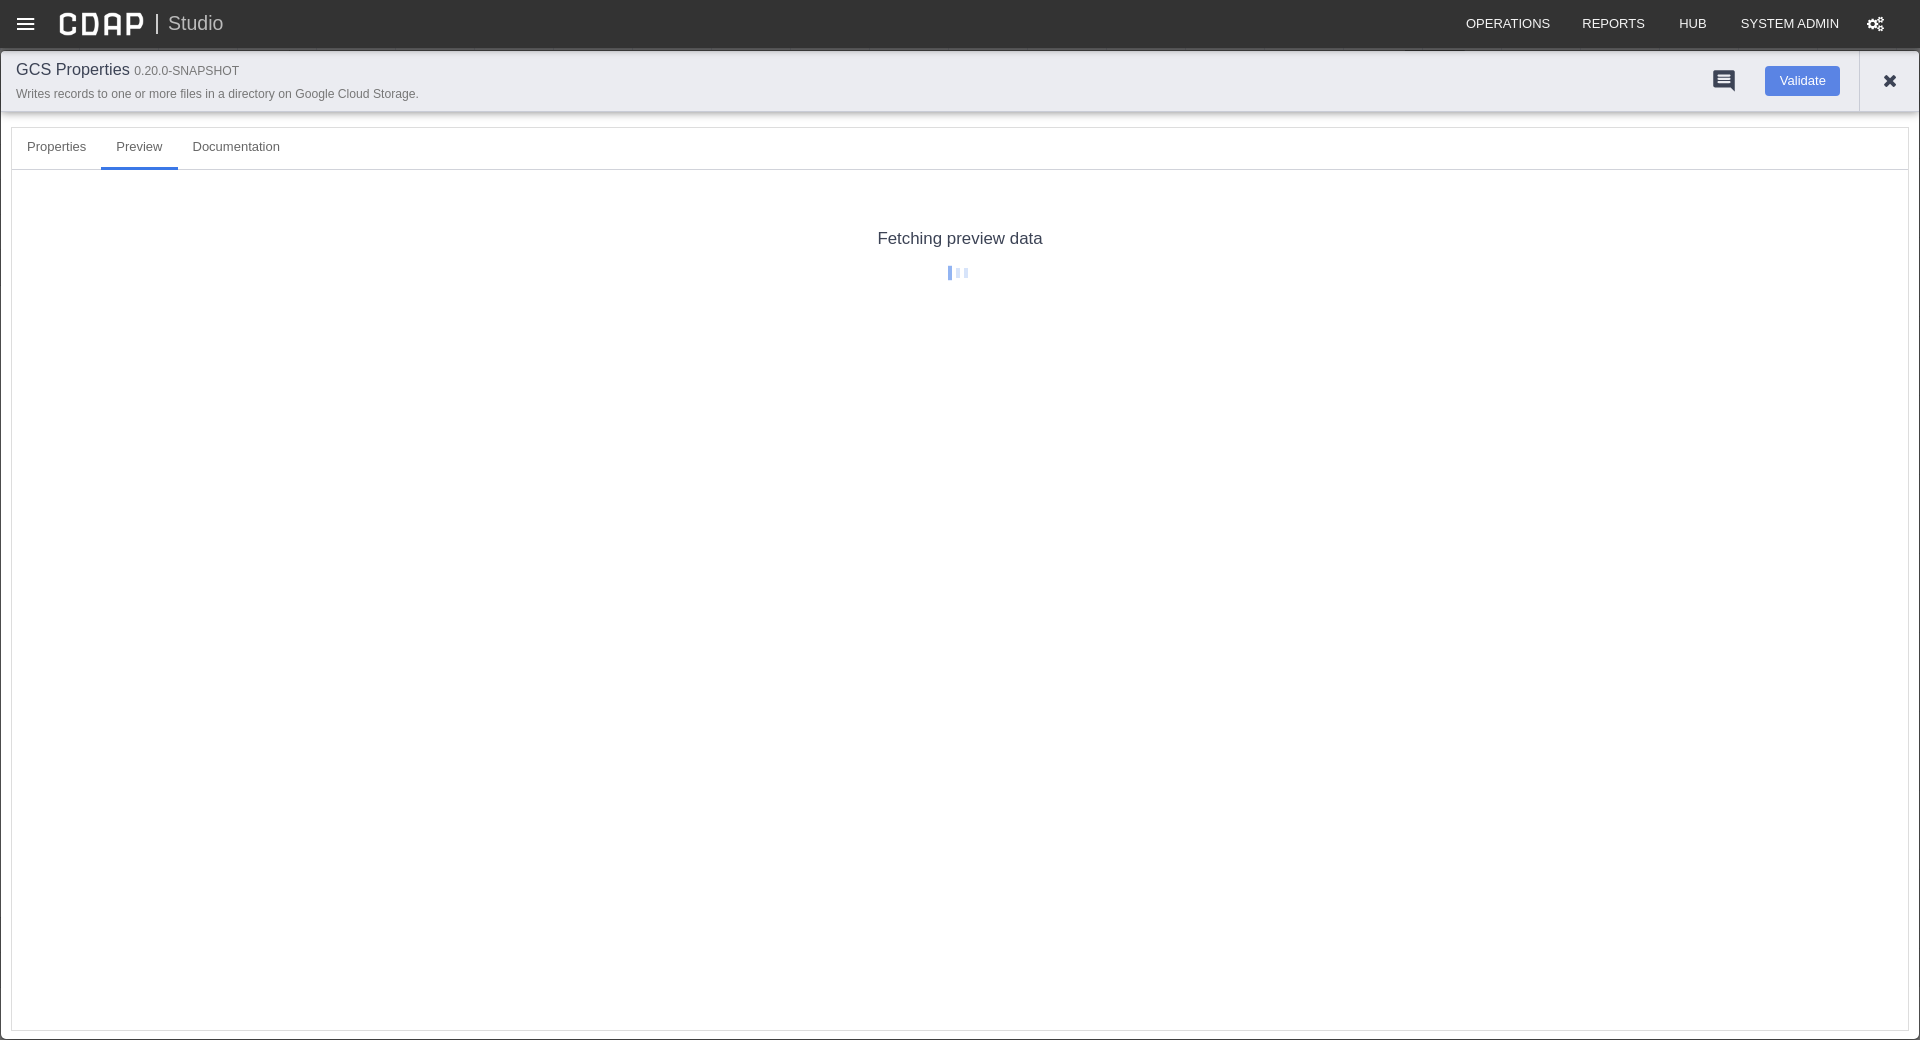 CDAP | Studio OPERATIONS REPORTS HUB SYSTEM ADMIN
GCS Properties 0.20.0-SNAPSHOT
Writes records to one or more files in a directory on Google Cloud Storage.
Validate
Properties Preview Documentation
Fetching preview data